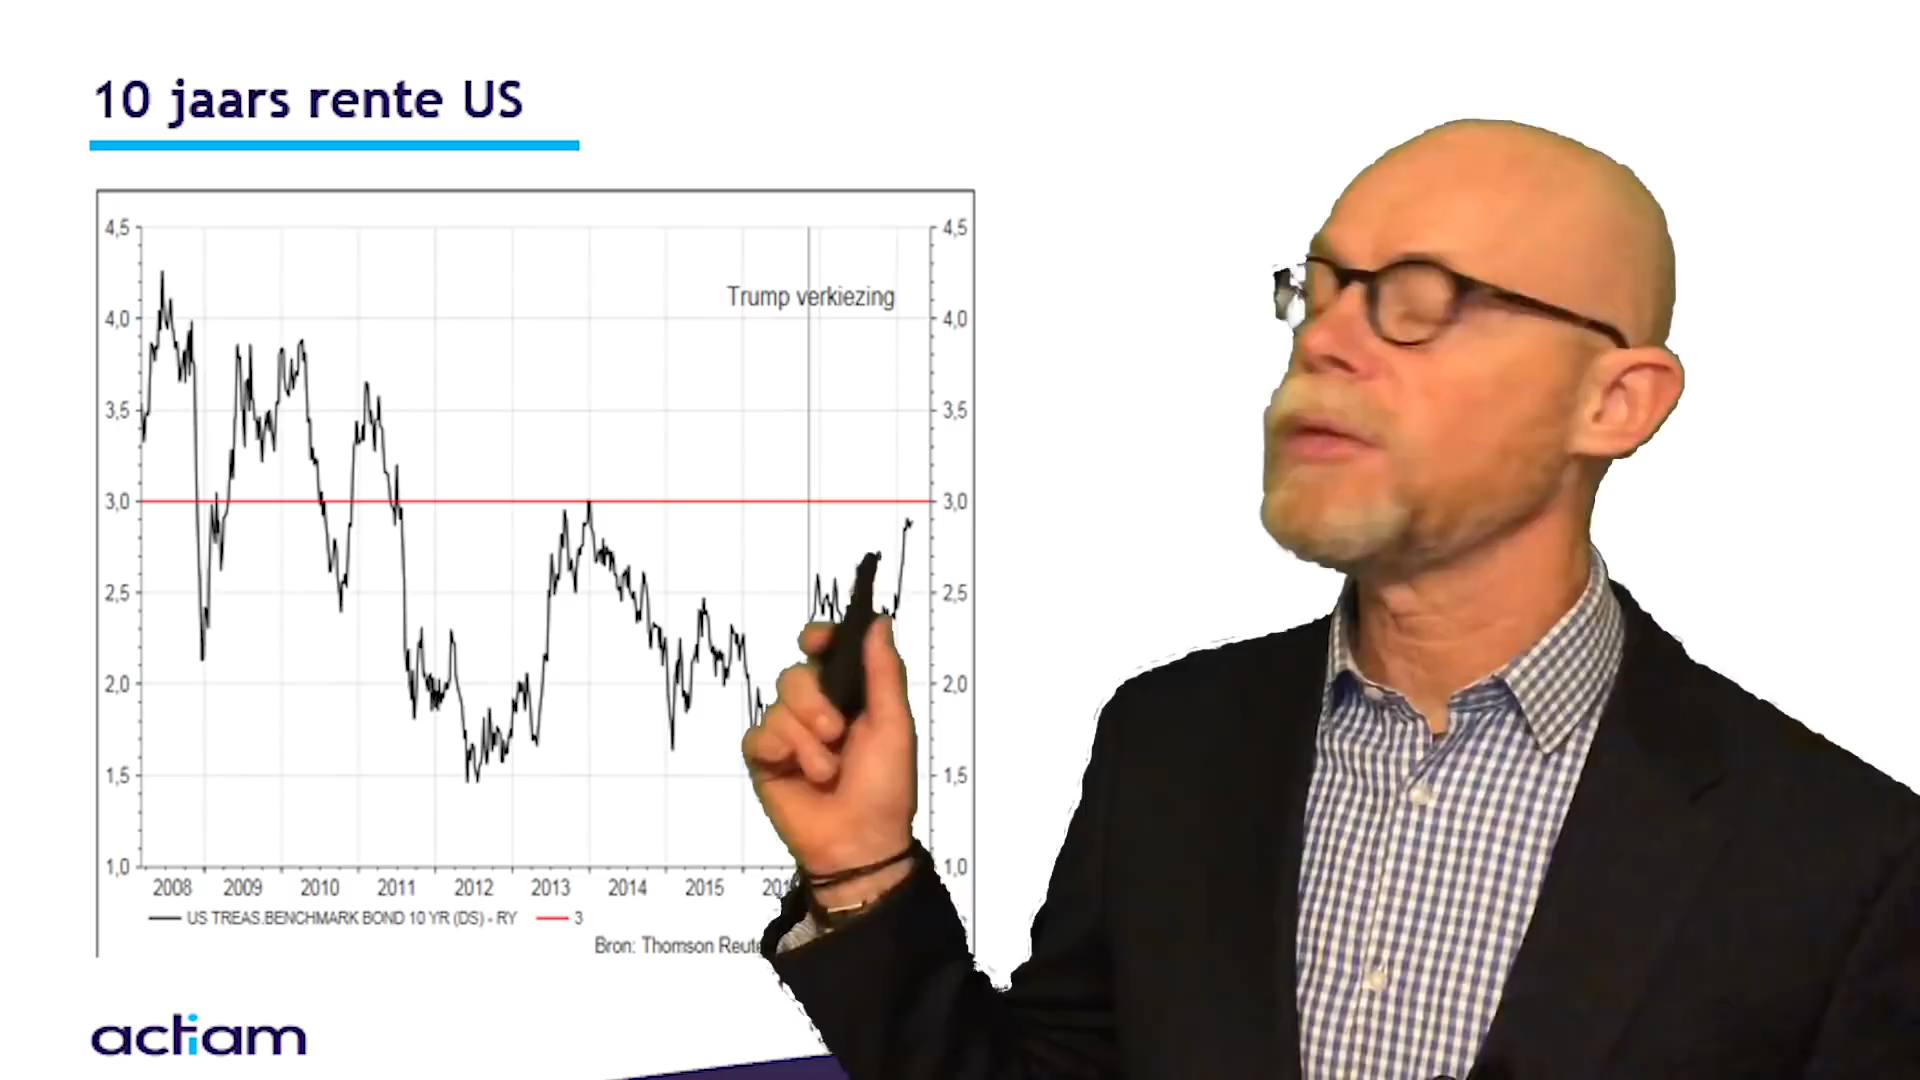 10 jaars rente US
4,5 4,5
Trump verkiezing
4,0 4,0
3,5 3,5
3,0 3,0
2,5 2,5
2,0 2,0
1,5 1,5
1,0 1,0
2008 2009 2010 2011 2012 2013 2014 2015
US TREAS.BENCHMARK BOND 10 YR (DS) - RY 3
Bron: Thomson
actiam